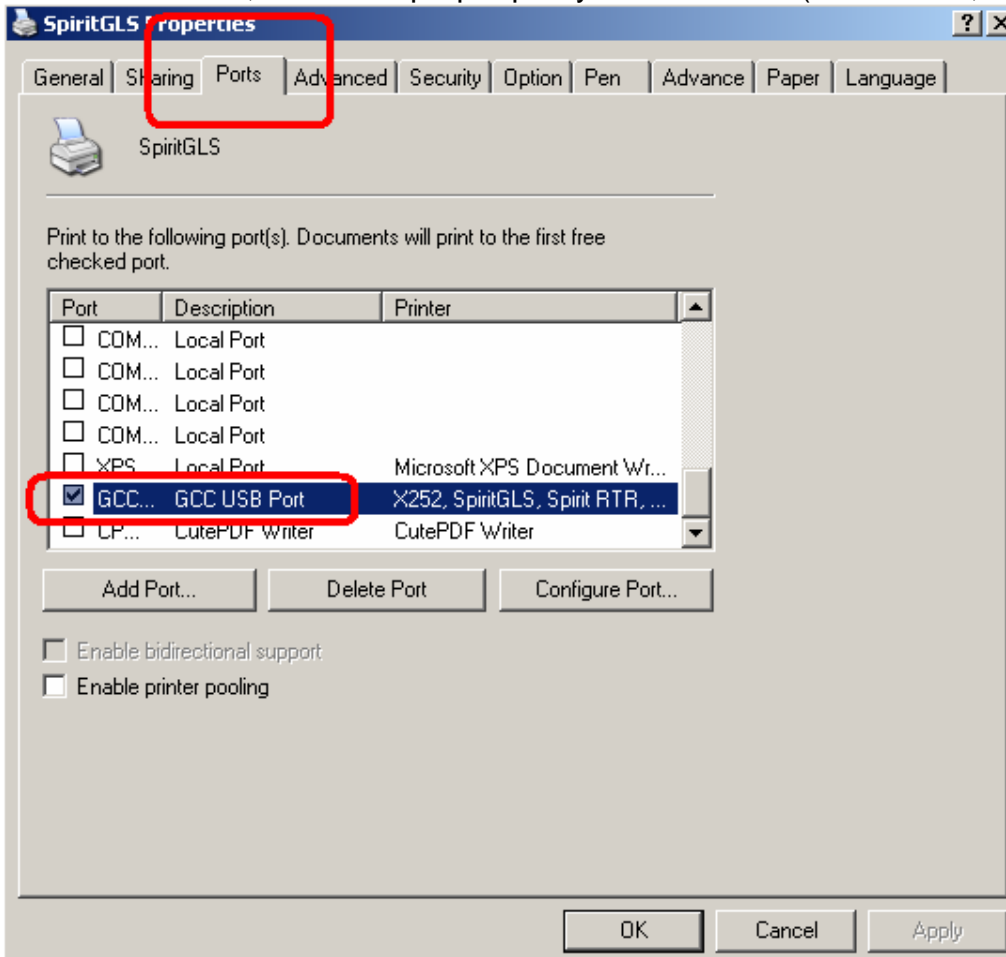 SpiritGLS Properties
General Sharing Ports Advanced Security Option Pen Advance Paper Language
SpiritGLS
Print to the following port(s). Documents will print to the first free
checked port.
Port Description Printer
COM... Local Port
COM... Local Port
COM... Local Port
COM... Local Port
XPS Local Port Microsoft XPS Document Wr...
GCC... GCC USB Port X252, SpiritGLS, Spirit RTR, ...
CP... CutePDF Writer CutePDF Writer
Add Port... Delete Port Configure Port...
Enable bidirectional support
Enable printer pooling
OK Cancel Apply